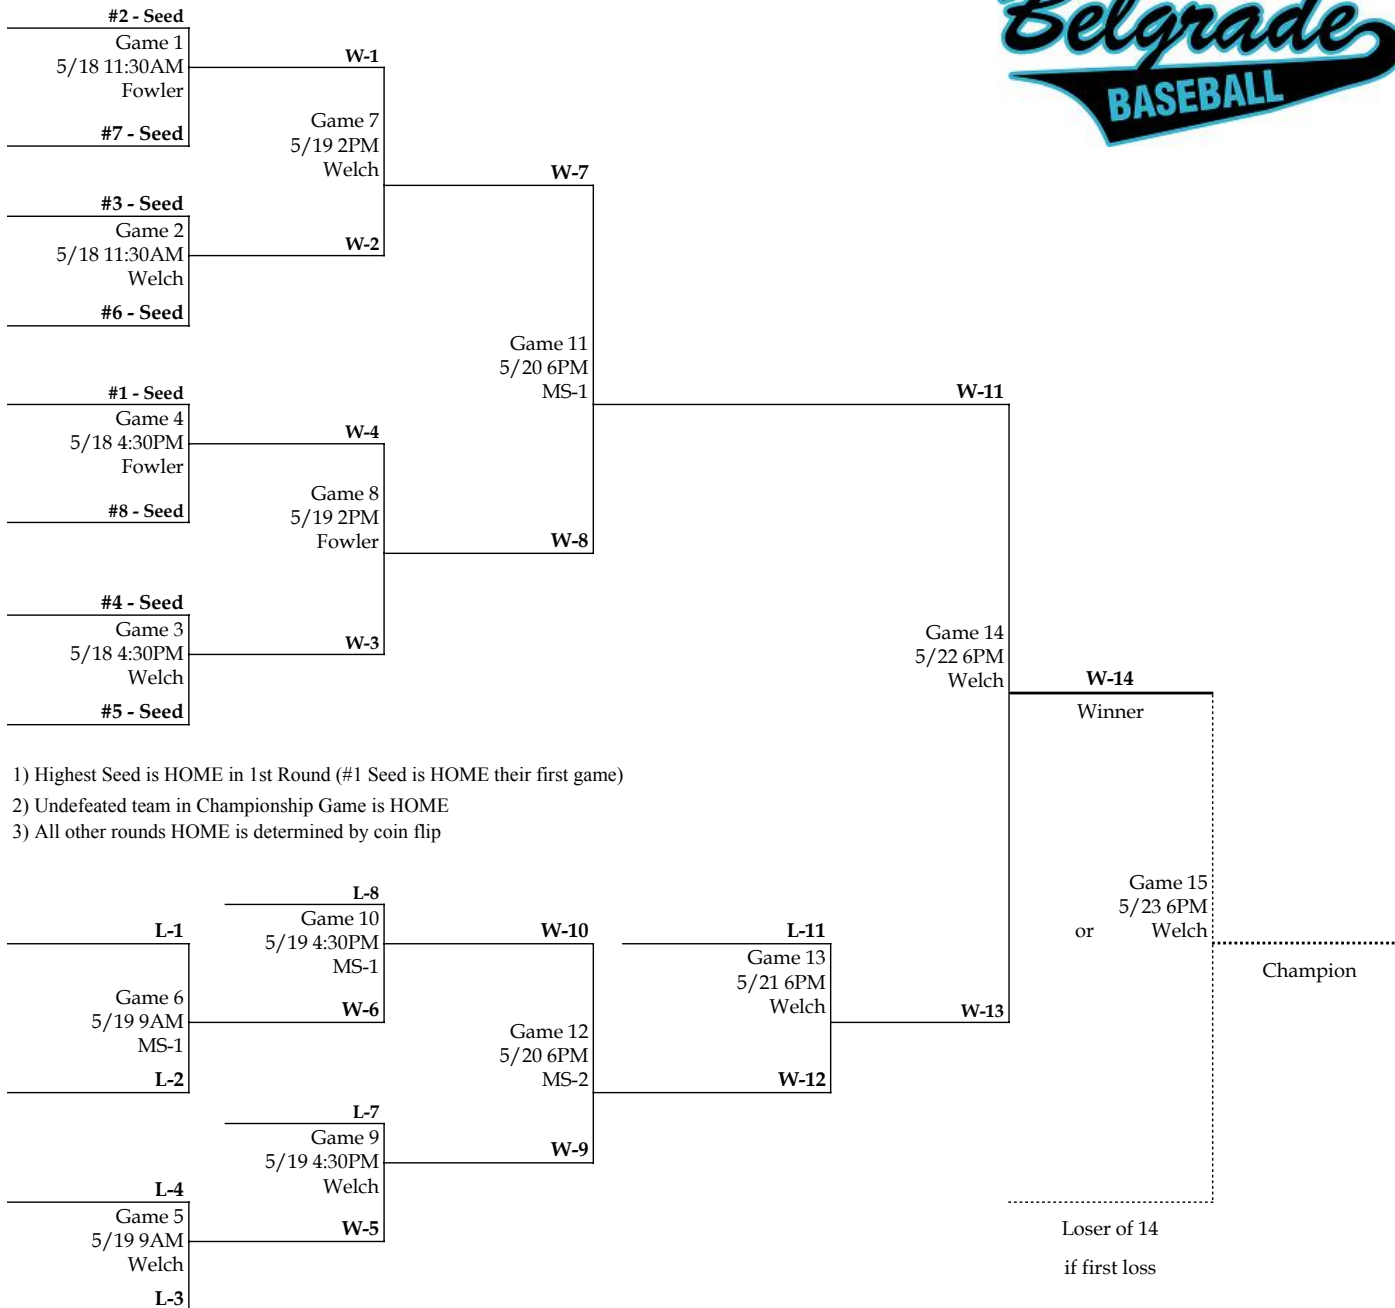 Belgrade
BASEBALL
#2 - Seed
Game 1
5/18 11:30AM
Fowler
#7 - Seed
W-1
Game 7
5/19 2PM
Welch
W-7
#3 - Seed
Game 2
5/18 11:30AM
Welch
#6 - Seed
W-2
Game 11
5/20 6PM
MS-1
W-11
#1 - Seed
Game 4
5/18 4:30PM
Fowler
#8 - Seed
W-4
Game 8
5/19 2PM
Fowler
W-8
#4 - Seed
Game 3
5/18 4:30PM
Welch
#5 - Seed
W-3
Game 14
5/22 6PM
Welch
W-14
Winner
1) Highest Seed is HOME in 1st Round (#1 Seed is HOME their first game)
2) Undefeated team in Championship Game is HOME
3) All other rounds HOME is determined by coin flip
L-8
Game 10
5/19 4:30PM
MS-1
W-6
L-1
Game 6
5/19 9AM
MS-1
L-2
W-10
Game 12
5/20 6PM
MS-2
W-9
L-11
Game 13
5/21 6PM
Welch
W-12
W-13
Game 15
5/23 6PM
or Welch
Champion
L-7
Game 9
5/19 4:30PM
Welch
W-5
L-4
Game 5
5/19 9AM
Welch
L-3
Loser of 14
if first loss